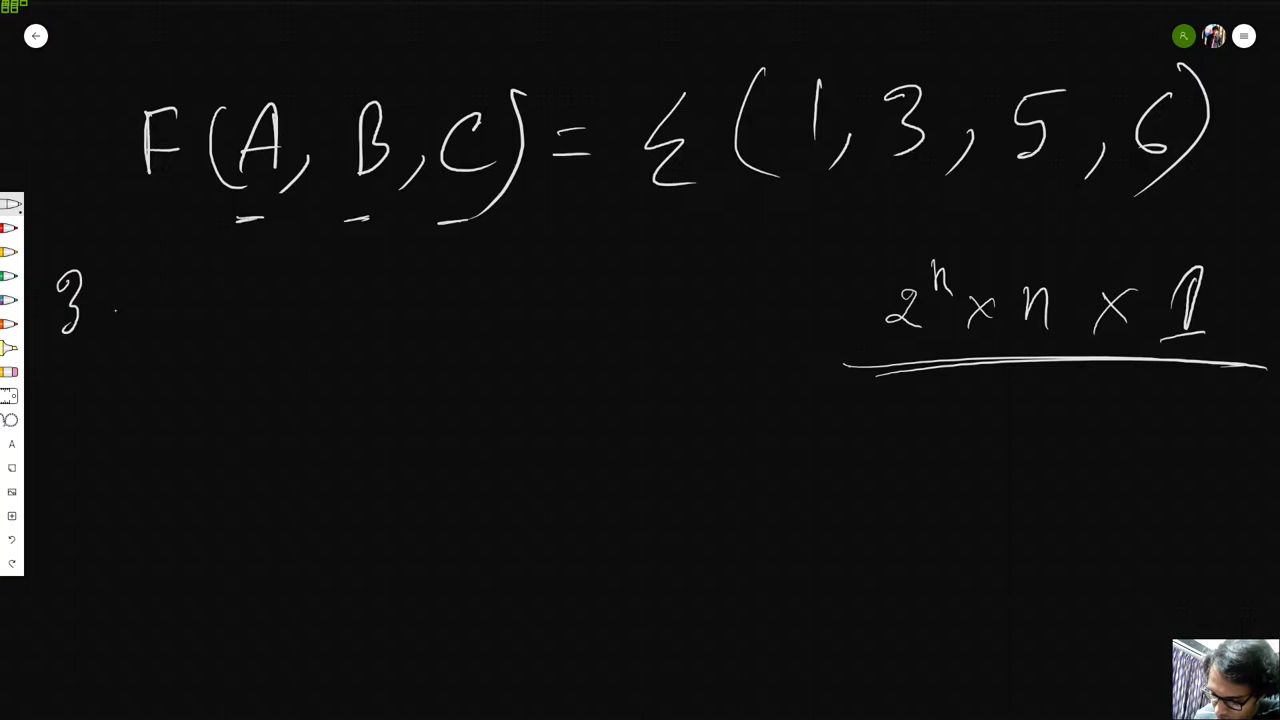 F(A, B, C) = Σ(1, 3, 5, 6)
2ⁿ × n × 1
3